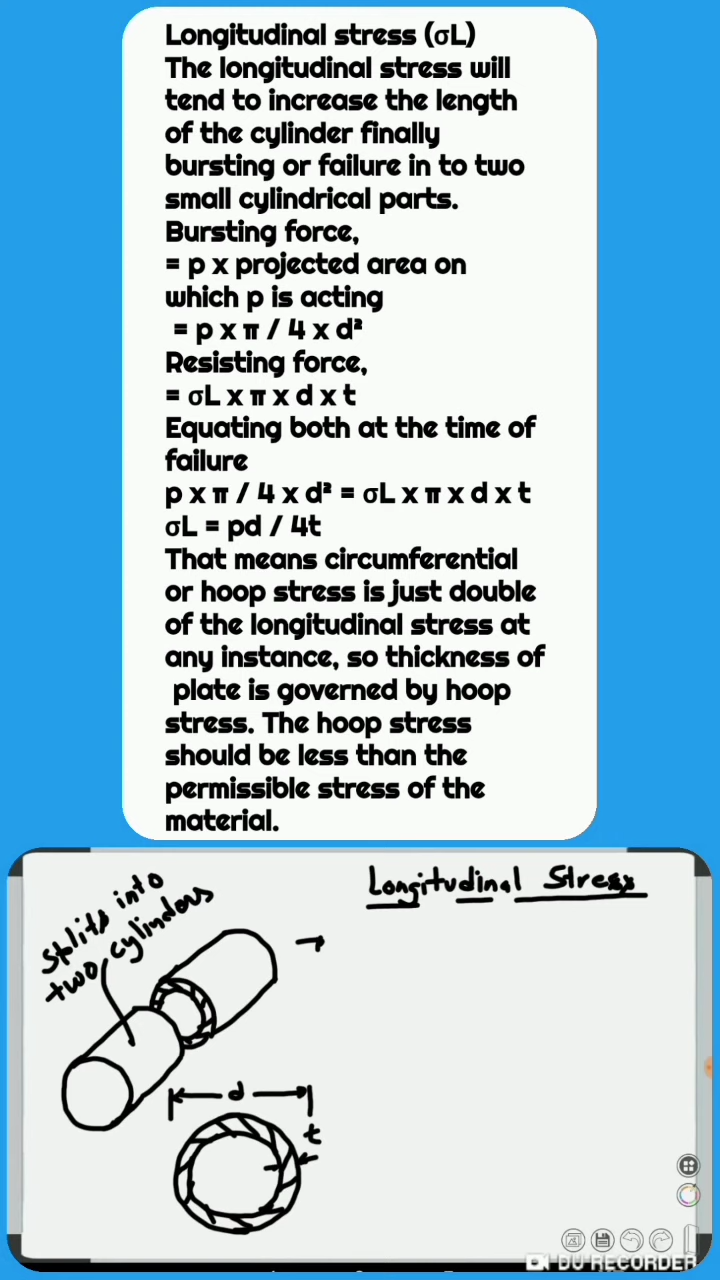 Longitudinal stress (σL)
The longitudinal stress will
tend to increase the length
of the cylinder finally
bursting or failure in to two
small cylindrical parts.
Bursting force,
= p x projected area on
which p is acting
= p x π / 4 x d²
Resisting force,
= σL x π x d x t
Equating both at the time of
failure
p x π / 4 x d² = σL x π x d x t
σL = pd / 4t
That means circumferential
or hoop stress is just double
of the longitudinal stress at
any instance, so thickness of
plate is governed by hoop
stress. The hoop stress
should be less than the
permissible stress of the
material.
Longitudinal Stress
Splits into
two cylinders
d
t
DU RECORDER